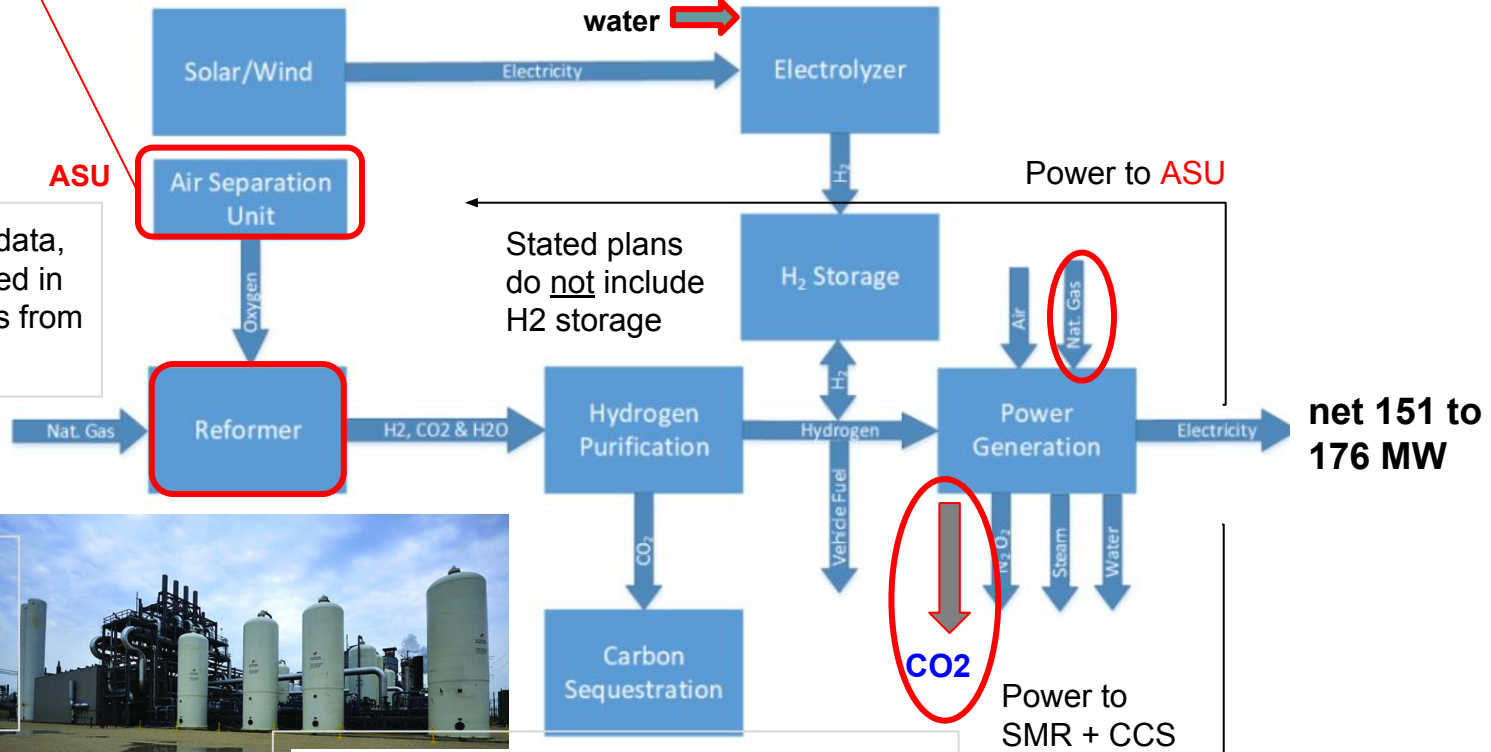 water
Solar/Wind
Electricity
Electrolyzer
ASU
Air Separation
Unit
H₂
Power to ASU
data,
ed in
s from
Stated plans
do not include
H2 storage
H₂ Storage
Oxygen
Air
Nat. Gas
H₂
Nat. Gas
Reformer
H2, CO2 & H2O
Hydrogen
Purification
Hydrogen
Power
Generation
Electricity
net 151 to
176 MW
CO₂
Vehicle Fuel
N₂ O₂
Steam
Water
Carbon
Sequestration
CO2
Power to
SMR + CCS